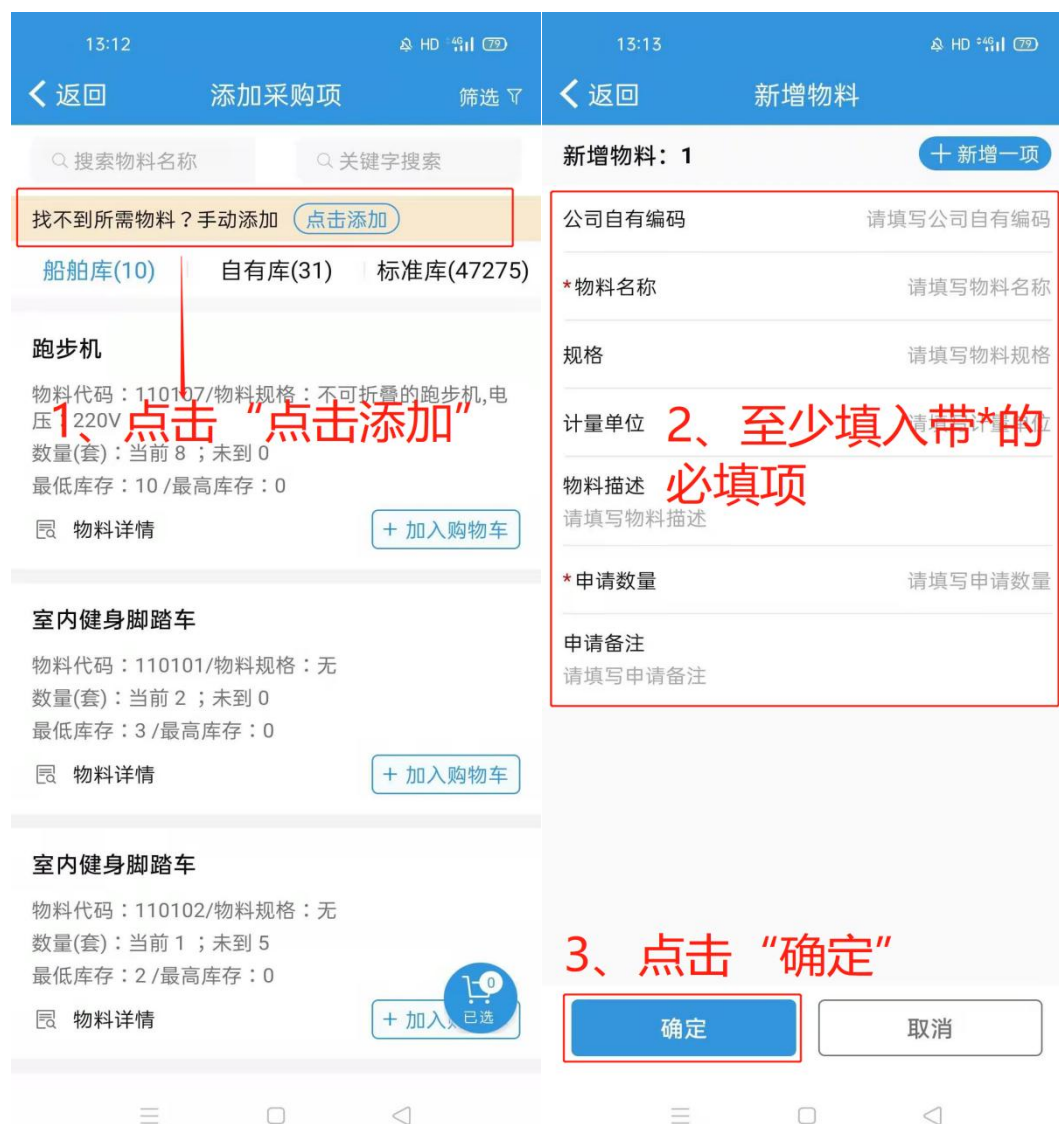 13:12
HD 4G 79
返回
添加采购项
筛选
搜索物料名称
关键字搜索
找不到所需物料？手动添加 点击添加
船舶库(10)
自有库(31)
标准库(47275)
跑步机
物料代码：110107/物料规格：不可折叠的跑步机,电
压：220V
1、点击“点击添加”
数量(套)：当前 8 ；未到 0
最低库存：10 /最高库存：0
物料详情
+ 加入购物车
室内健身脚踏车
物料代码：110101/物料规格：无
数量(套)：当前 2 ；未到 0
最低库存：3 /最高库存：0
物料详情
+ 加入购物车
室内健身脚踏车
物料代码：110102/物料规格：无
数量(套)：当前 1 ；未到 5
最低库存：2 /最高库存：0
物料详情
+ 加入
0
已选
13:13
HD 4G 79
返回
新增物料
新增物料：1
+ 新增一项
公司自有编码
请填写公司自有编码
*物料名称
请填写物料名称
规格
请填写物料规格
计量单位
2、至少填入带*的
必填项
物料描述
请填写物料描述
*申请数量
请填写申请数量
申请备注
请填写申请备注
3、点击“确定”
确定
取消